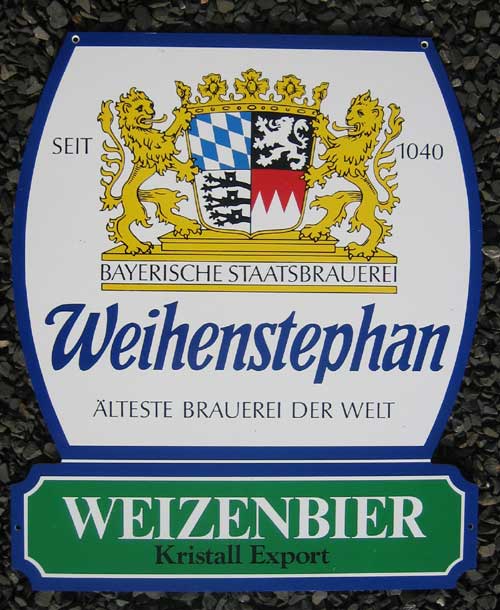 SEIT 1040
BAYERISCHE STAATSBRAUEREI
Weihenstephan
ÄLTESTE BRAUEREI DER WELT
WEIZENBIER
Kristall Export